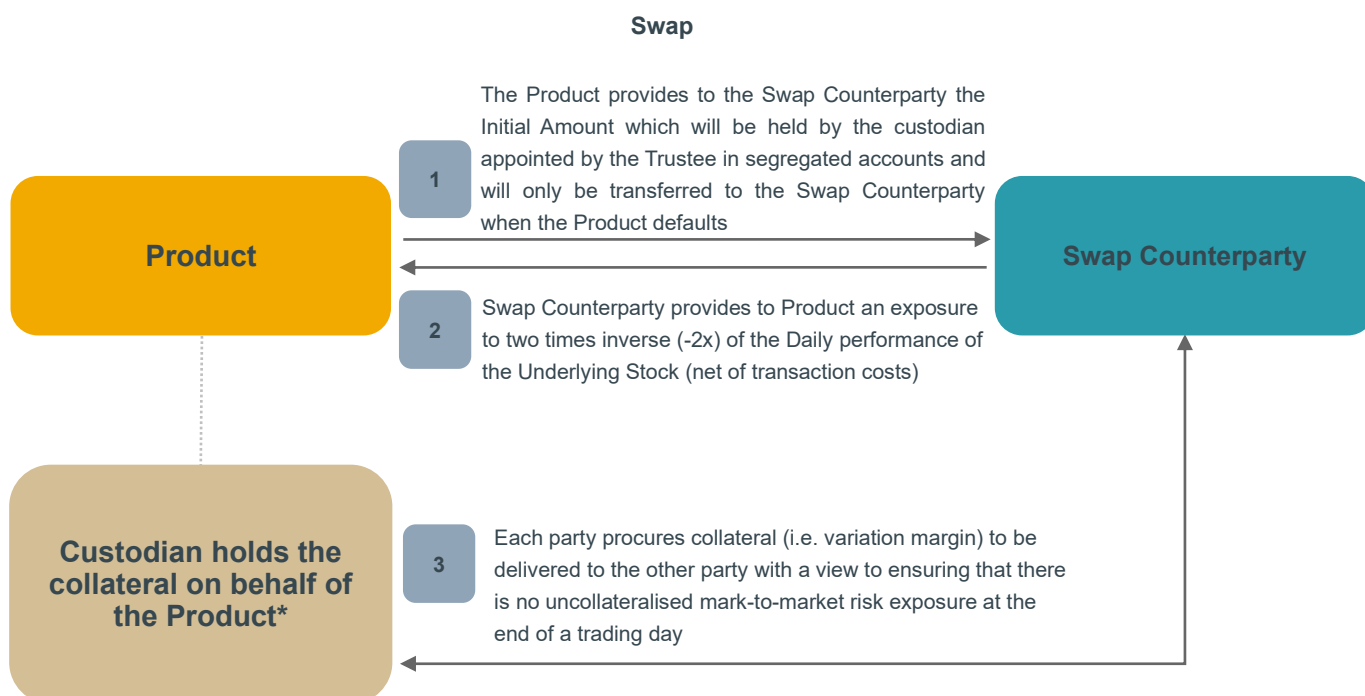 Swap
The Product provides to the Swap Counterparty the
Initial Amount which will be held by the custodian
appointed by the Trustee in segregated accounts and
will only be transferred to the Swap Counterparty
when the Product defaults
1
Product
Swap Counterparty
2
Swap Counterparty provides to Product an exposure
to two times inverse (-2x) of the Daily performance of
the Underlying Stock (net of transaction costs)
Custodian holds the
collateral on behalf of
the Product*
3
Each party procures collateral (i.e. variation margin) to be
delivered to the other party with a view to ensuring that there
is no uncollateralised mark-to-market risk exposure at the
end of a trading day